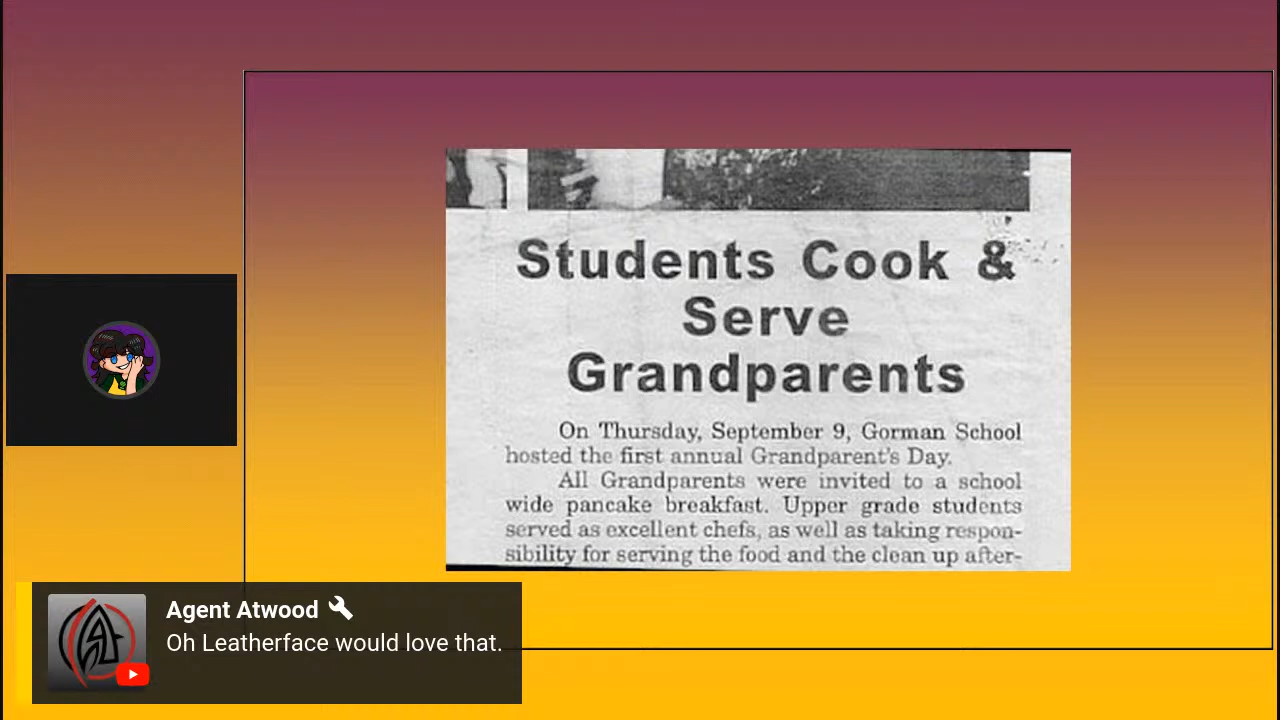 Students Cook &
Serve
Grandparents
On Thursday, September 9, Gorman School
hosted the first annual Grandparent's Day.
All Grandparents were invited to a school
wide pancake breakfast. Upper grade students
served as excellent chefs, as well as taking respon-
sibility for serving the food and the clean up after-
Agent Atwood
Oh Leatherface would love that.